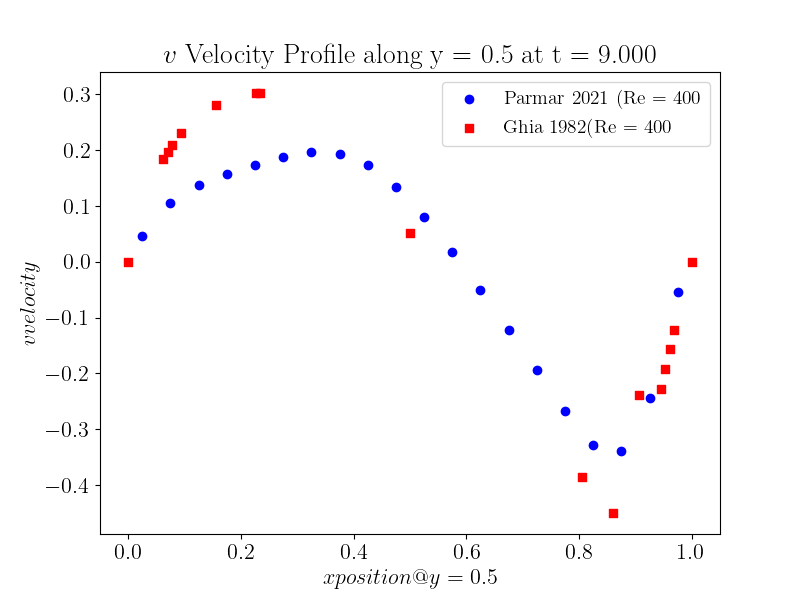 v Velocity Profile along y = 0.5 at t = 9.000
Parmar 2021 (Re = 400
Ghia 1982(Re = 400
0.3
0.2
0.1
0.0
−0.1
−0.2
−0.3
−0.4
vvelocity
0.0 0.2 0.4 0.6 0.8 1.0
xposition@y = 0.5